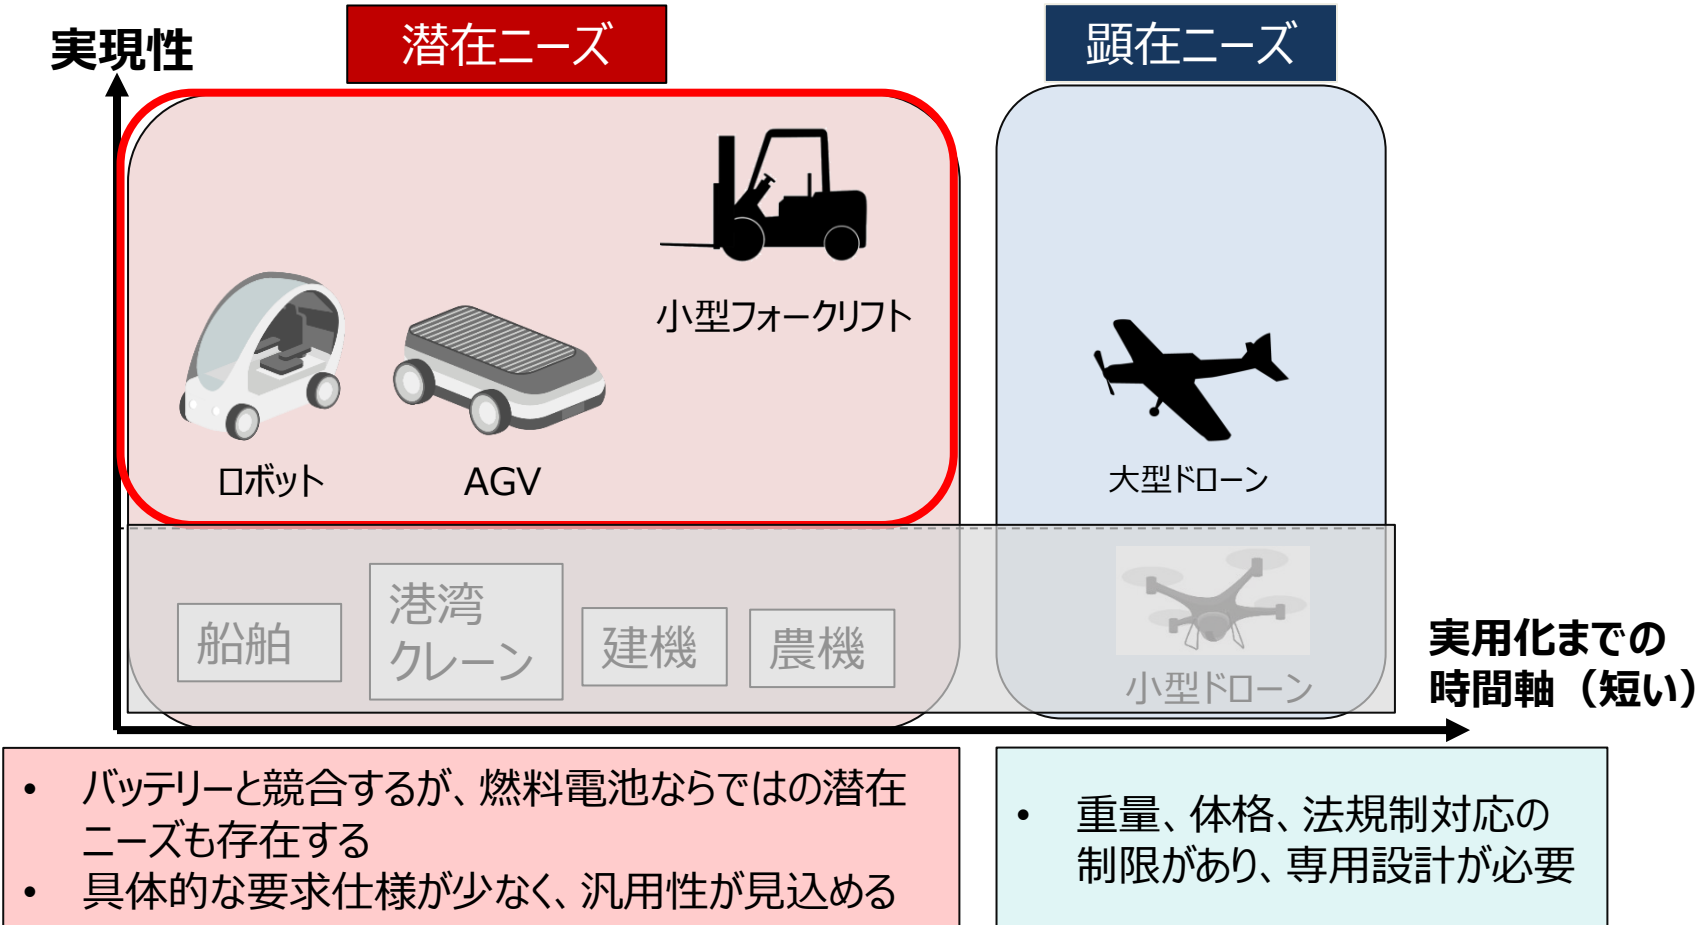 実現性
潜在ニーズ
顕在ニーズ
小型フォークリフト
ロボット
AGV
大型ドローン
船舶
港湾
クレーン
建機
農機
小型ドローン
実用化までの
時間軸（短い）
• バッテリーと競合するが、燃料電池ならではの潜在
ニーズも存在する
• 具体的な要求仕様が少なく、汎用性が見込める
• 重量、体格、法規制対応の
制限があり、専用設計が必要